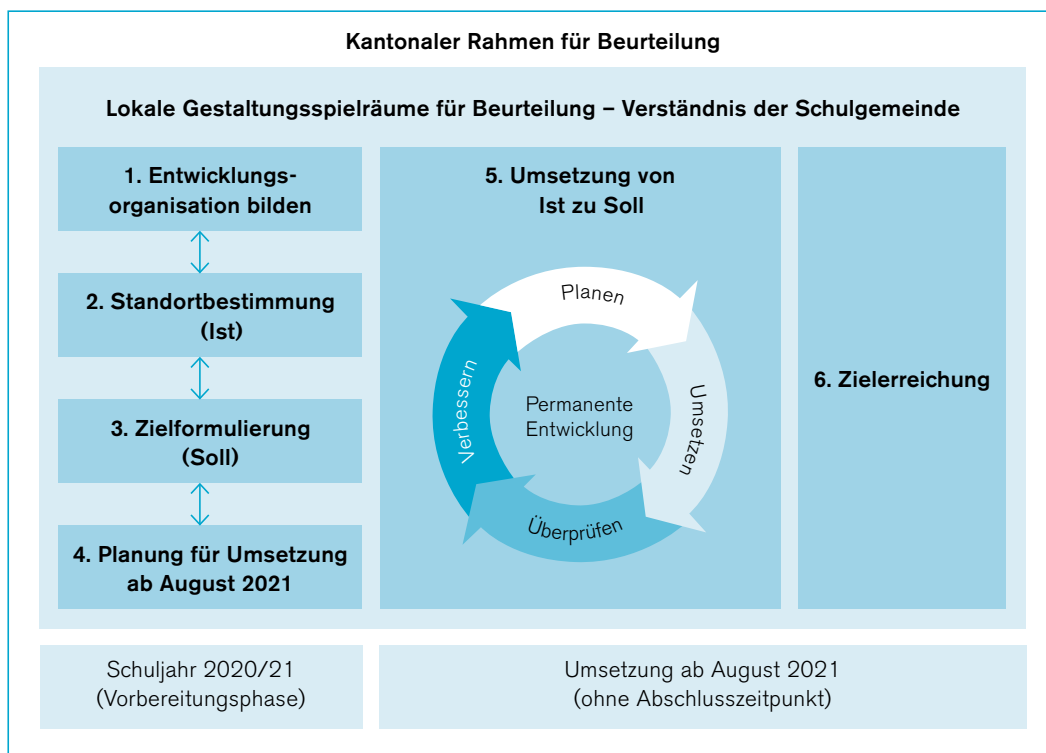 Kantonaler Rahmen für Beurteilung
Lokale Gestaltungsspielräume für Beurteilung – Verständnis der Schulgemeinde
1. Entwicklungs-
organisation bilden
2. Standortbestimmung
(Ist)
3. Zielformulierung
(Soll)
4. Planung für Umsetzung
ab August 2021
5. Umsetzung von
Ist zu Soll
Planen
Umsetzen
Überprüfen
Verbessern
Permanente
Entwicklung
6. Zielerreichung
Schuljahr 2020/21
(Vorbereitungsphase)
Umsetzung ab August 2021
(ohne Abschlusszeitpunkt)